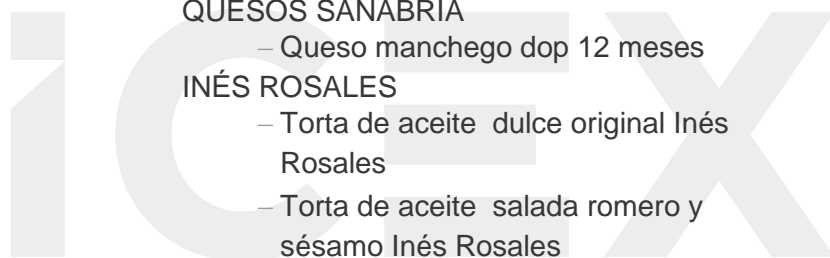 QUESOS SANABRIA
– Queso manchego dop 12 meses
INÉS ROSALES
– Torta de aceite  dulce original Inés
Rosales
– Torta de aceite  salada romero y
sésamo Inés Rosales
iCEX